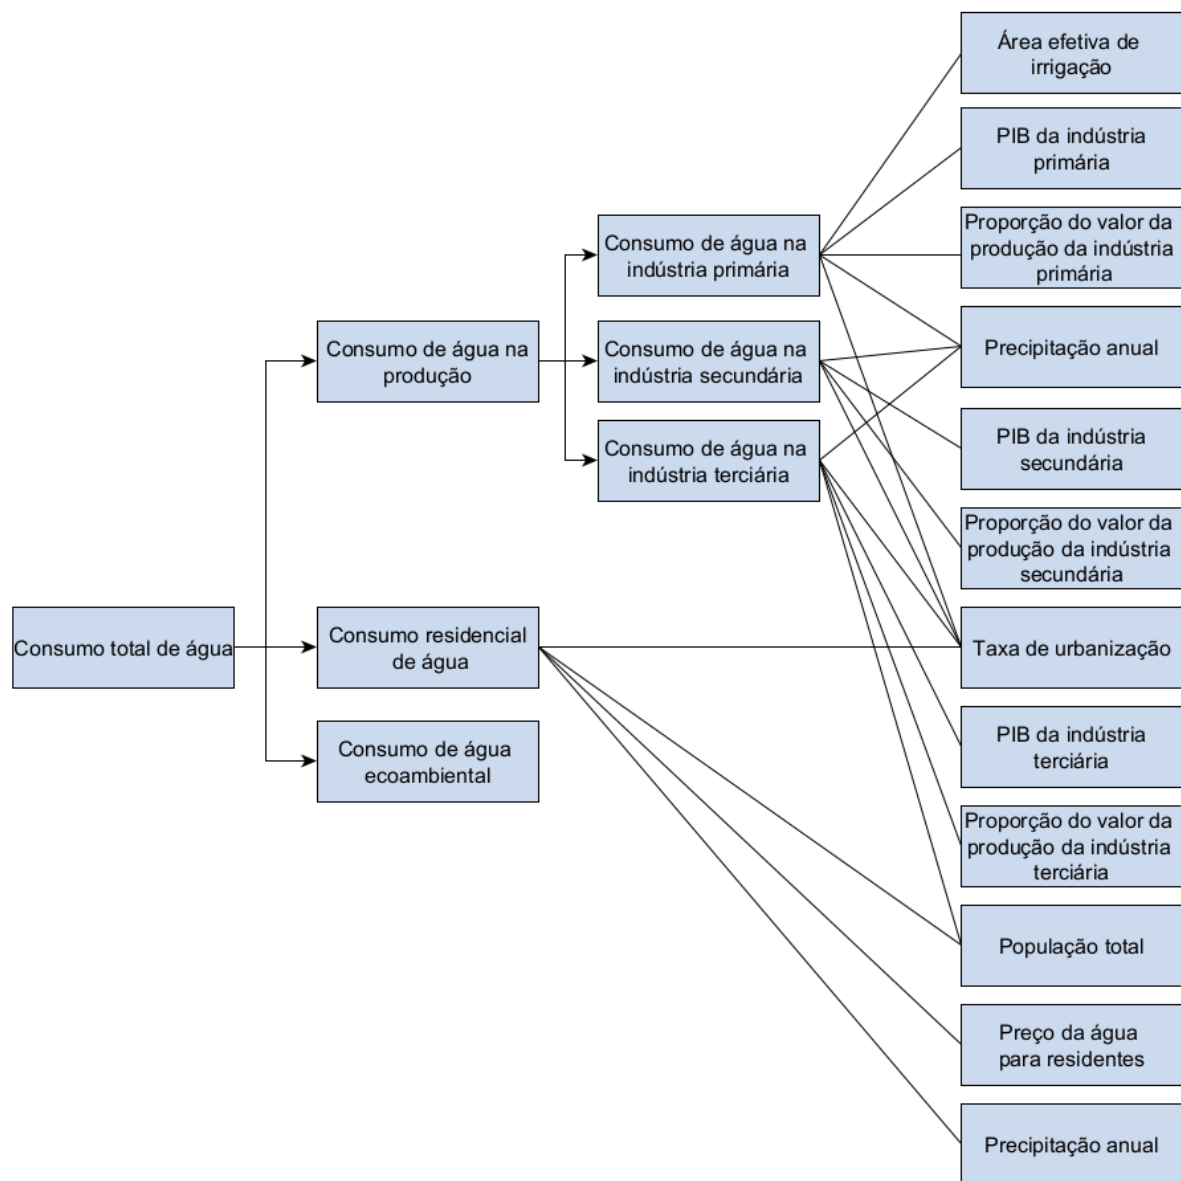 Área efetiva de
irrigação
PIB da indústria
primária
Proporção do valor da
produção da indústria
primária
Consumo de água na
indústria primária
Precipitação anual
Consumo de água na
produção
Consumo de água na
indústria secundária
PIB da indústria
secundária
Consumo de água na
indústria terciária
Proporção do valor da
produção da indústria
secundária
Consumo total de água
Consumo residencial
de água
Taxa de urbanização
Consumo de água
ecoambiental
PIB da indústria
terciária
Proporção do valor da
produção da indústria
terciária
População total
Preço da água
para residentes
Precipitação anual